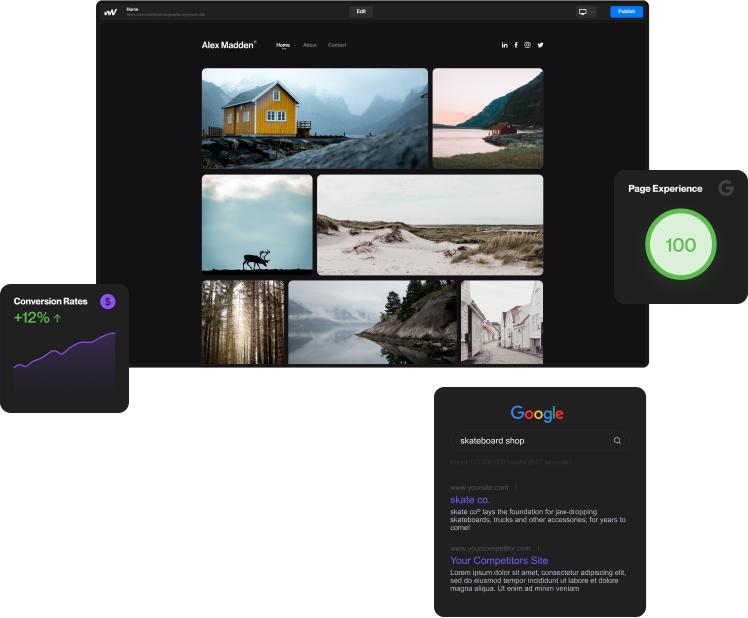 Home
Edit
Publish
Alex Madden
Home
About
Contact
Page Experience
G
100
Conversion Rates
$
+12% ↑
Google
skateboard shop
www.yoursite.com
skate co.
skate co® lays the foundation for jaw-dropping
skateboards, trucks and other accessories; for years to
come!
www.yourcompetitor.com
Your Competitors Site
Lorem ipsum dolor sit amet, consectetur adipiscing elit,
sed do eiusmod tempor incididunt ut labore et dolore
magna aliqua. Ut enim ad minim veniam